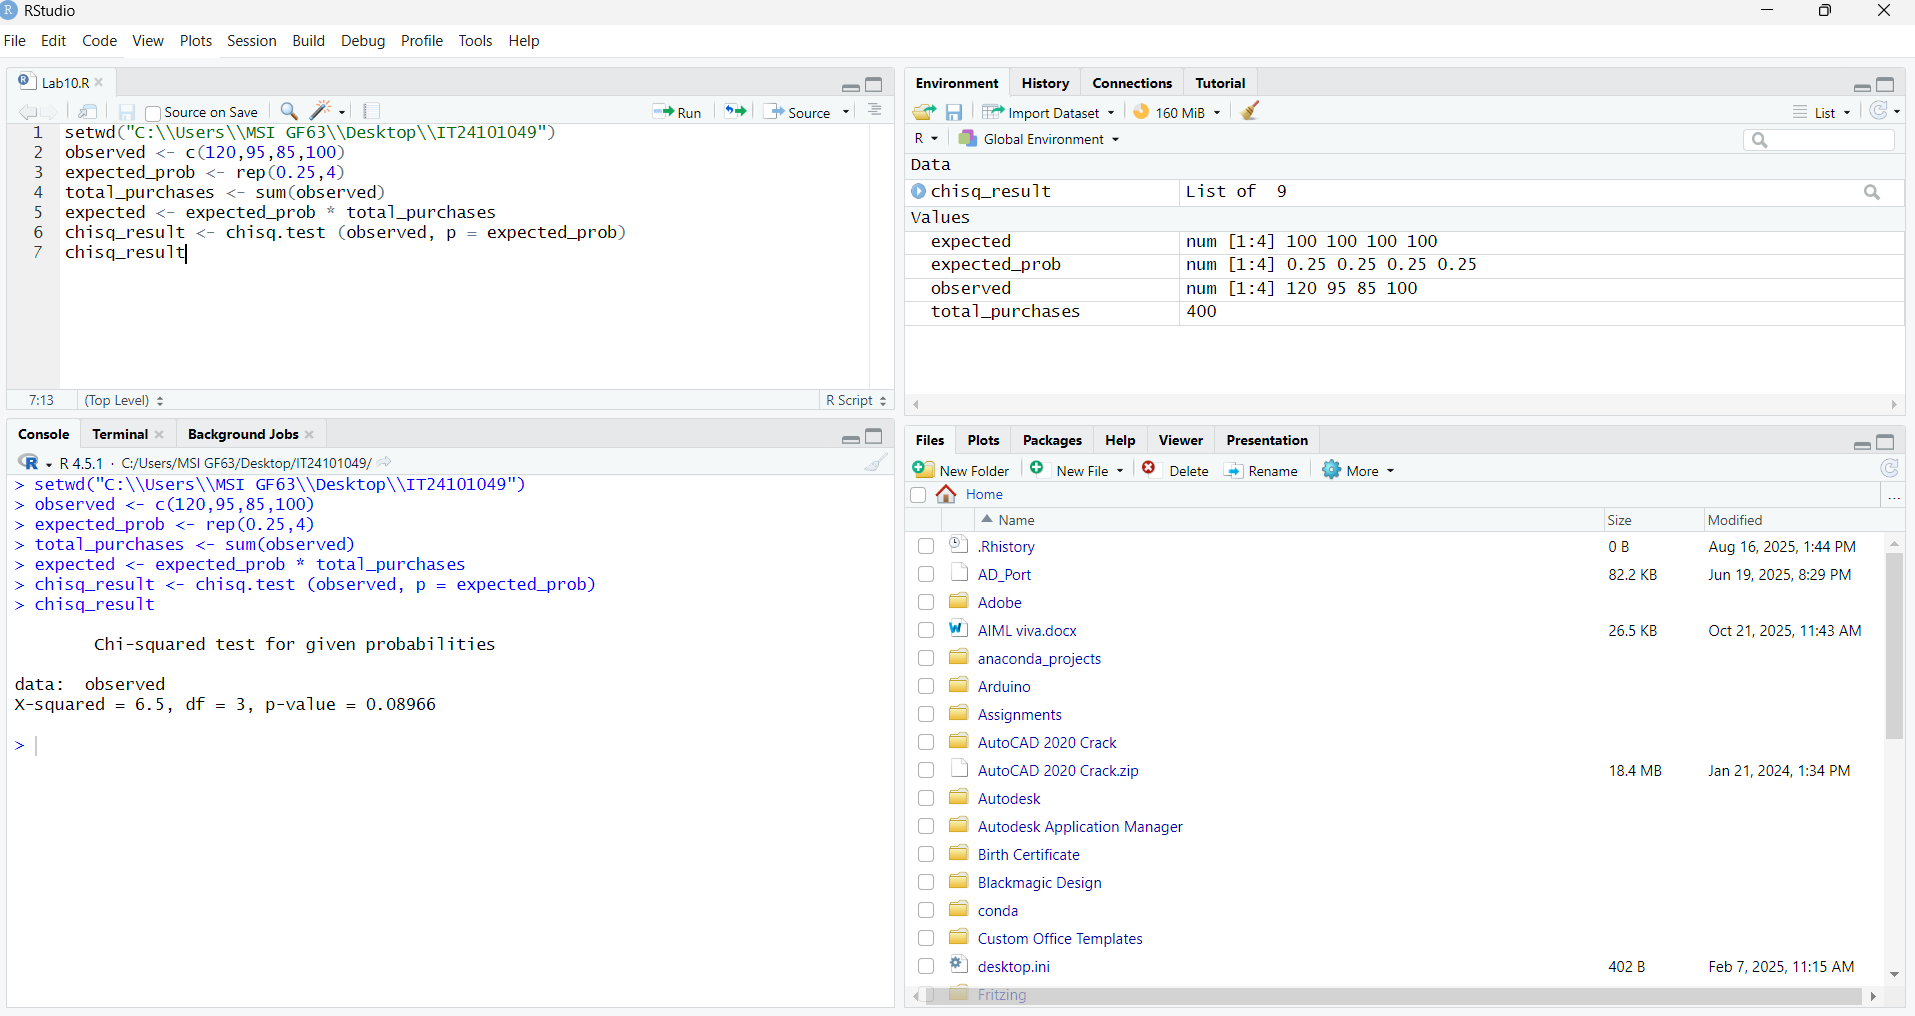 RStudio
File Edit Code View Plots Session Build Debug Profile Tools Help
Lab10.R
Source on Save Run Source
1 setwd("C:\\Users\\MSI GF63\\Desktop\\IT24101049")
2 observed <- c(120,95,85,100)
3 expected_prob <- rep(0.25,4)
4 total_purchases <- sum(observed)
5 expected <- expected_prob * total_purchases
6 chisq_result <- chisq.test (observed, p = expected_prob)
7 chisq_result
7:13 (Top Level) R Script
Console Terminal Background Jobs
R 4.5.1 · C:/Users/MSI GF63/Desktop/IT24101049/
> setwd("C:\\Users\\MSI GF63\\Desktop\\IT24101049")
> observed <- c(120,95,85,100)
> expected_prob <- rep(0.25,4)
> total_purchases <- sum(observed)
> expected <- expected_prob * total_purchases
> chisq_result <- chisq.test (observed, p = expected_prob)
> chisq_result
Chi-squared test for given probabilities
data: observed
X-squared = 6.5, df = 3, p-value = 0.08966
>
Environment History Connections Tutorial
Import Dataset 160 MiB List
R Global Environment
Data
chisq_result List of 9
Values
expected num [1:4] 100 100 100 100
expected_prob num [1:4] 0.25 0.25 0.25 0.25
observed num [1:4] 120 95 85 100
total_purchases 400
Files Plots Packages Help Viewer Presentation
New Folder New File Delete Rename More
Home ...
Name Size Modified
.Rhistory 0 B Aug 16, 2025, 1:44 PM
AD_Port 82.2 KB Jun 19, 2025, 8:29 PM
Adobe
AIML viva.docx 26.5 KB Oct 21, 2025, 11:43 AM
anaconda_projects
Arduino
Assignments
AutoCAD 2020 Crack
AutoCAD 2020 Crack.zip 18.4 MB Jan 21, 2024, 1:34 PM
Autodesk
Autodesk Application Manager
Birth Certificate
Blackmagic Design
conda
Custom Office Templates
desktop.ini 402 B Feb 7, 2025, 11:15 AM
Fritzing